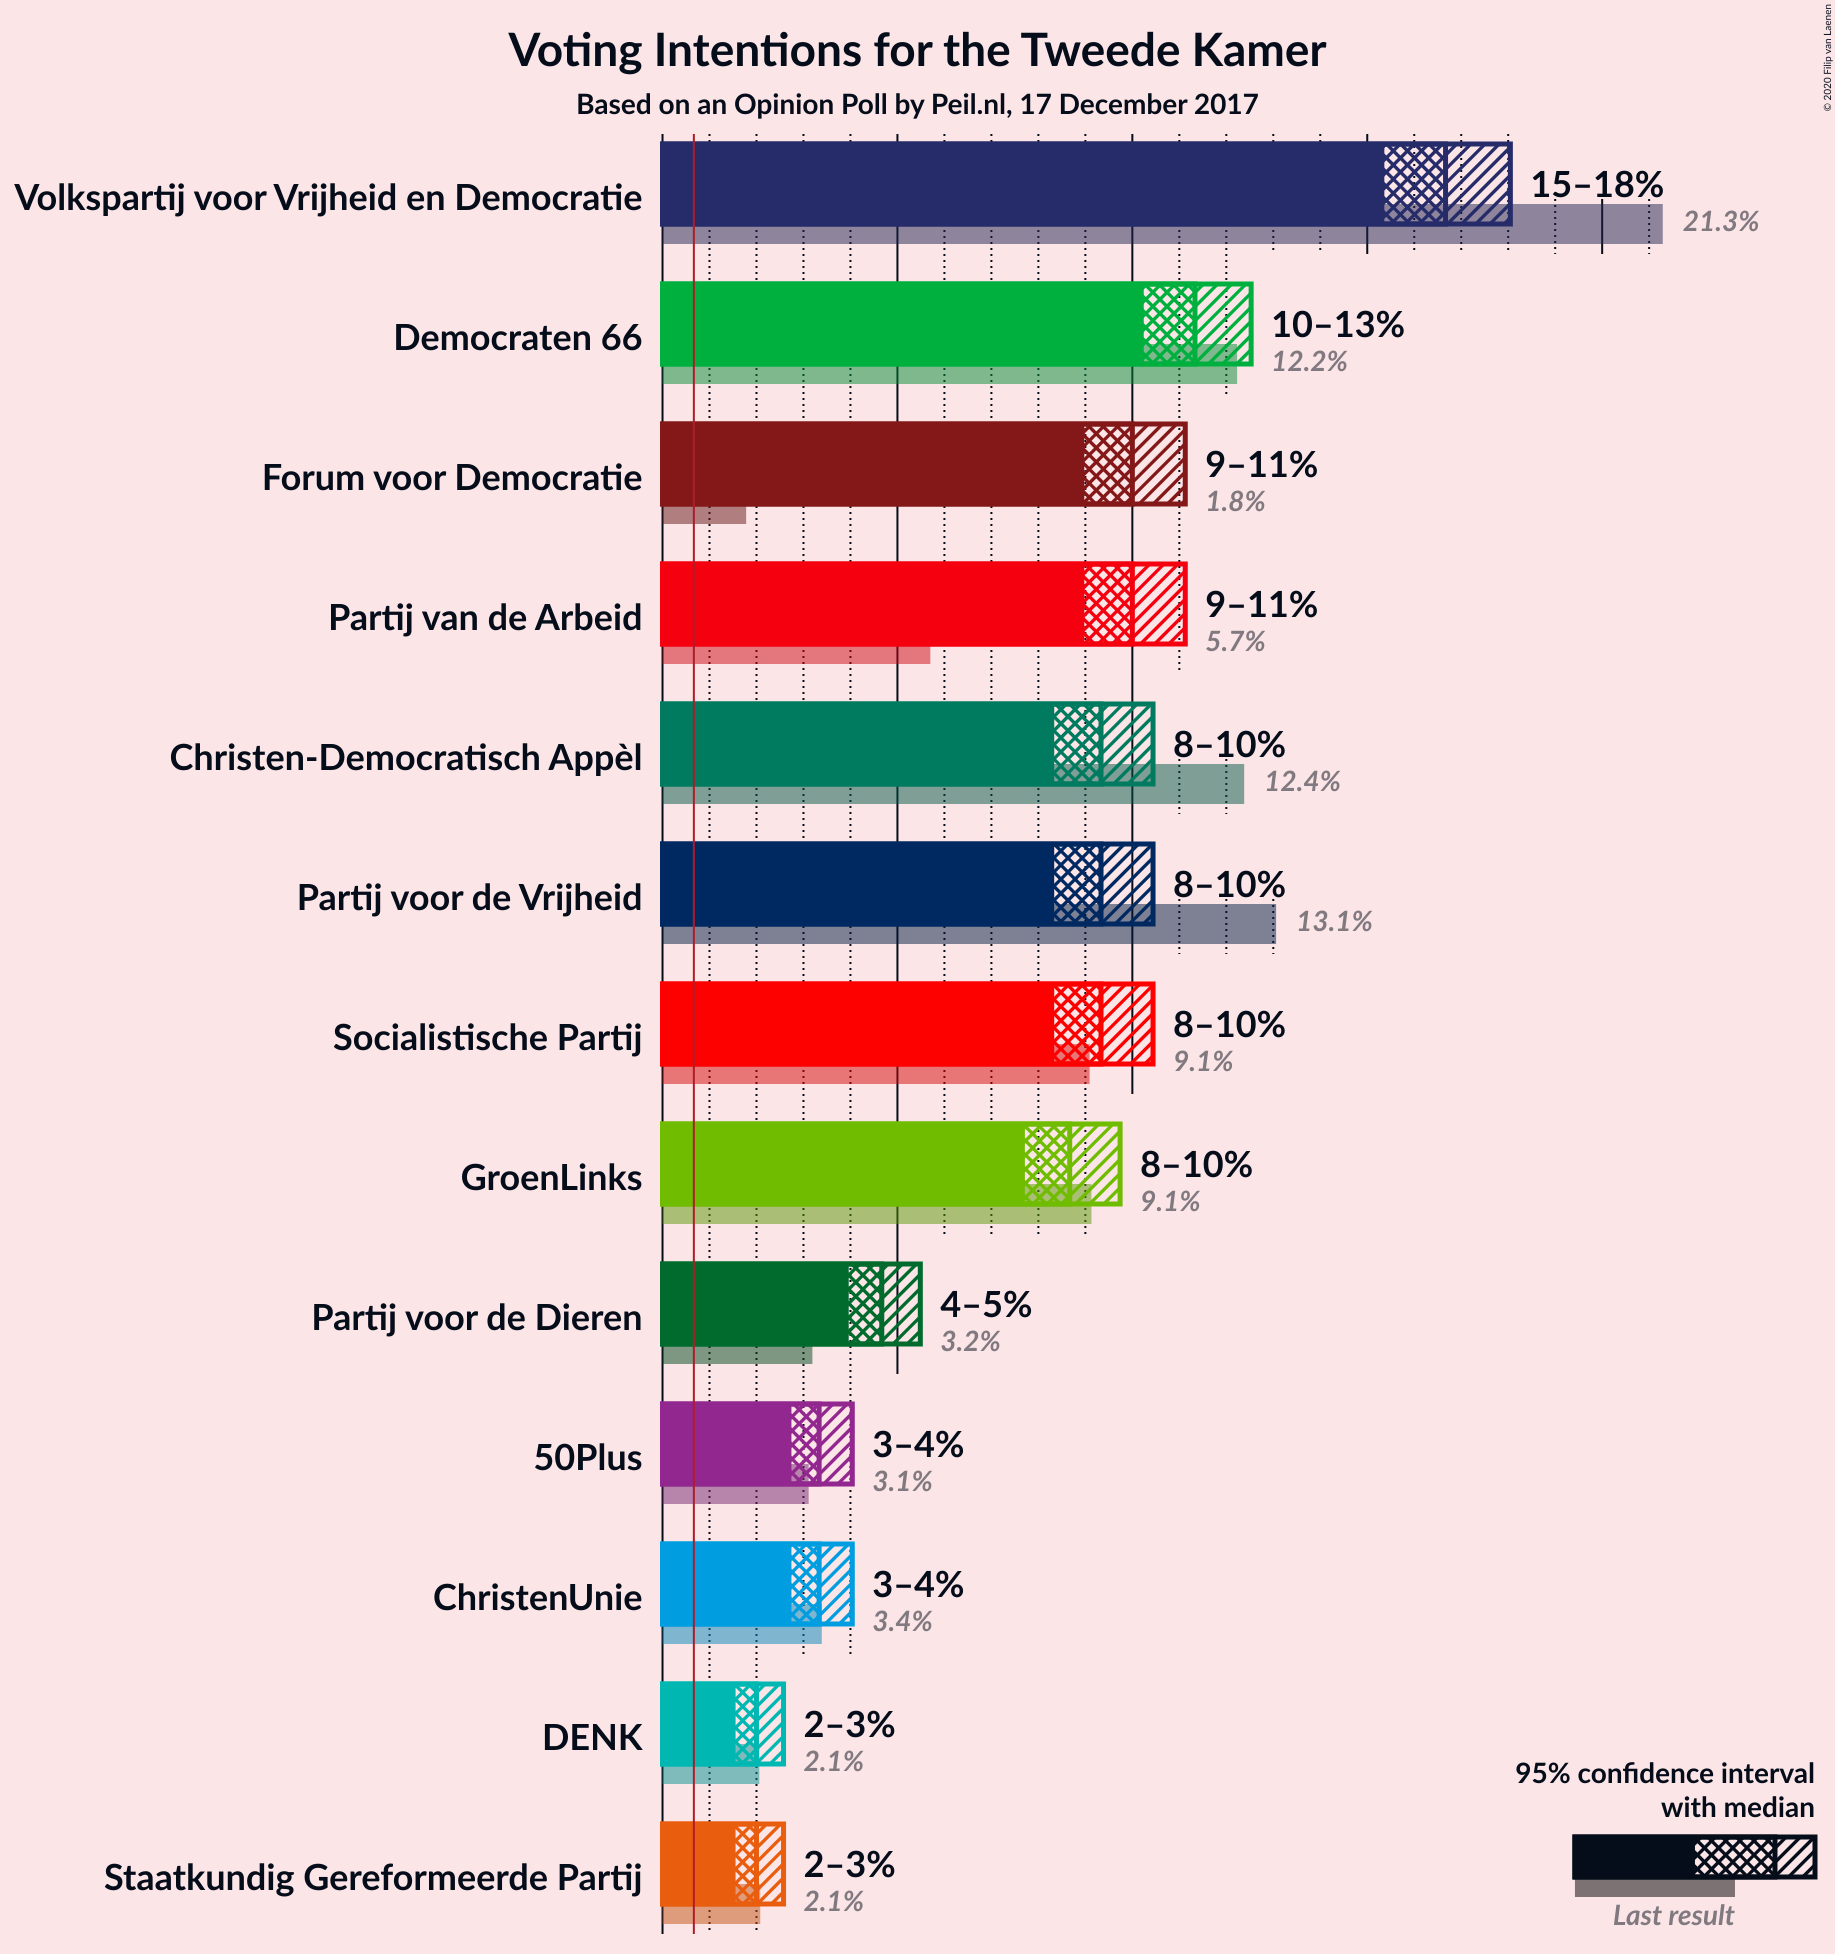 Voting Intentions for the Tweede Kamer
Based on an Opinion Poll by Peil.nl, 17 December 2017
© 2020 Filip van Laenen
Volkspartij voor Vrijheid en Democratie
15–18%
21.3%
Democraten 66
10–13%
12.2%
Forum voor Democratie
9–11%
1.8%
Partij van de Arbeid
9–11%
5.7%
Christen-Democratisch Appèl
8–10%
12.4%
Partij voor de Vrijheid
8–10%
13.1%
Socialistische Partij
8–10%
9.1%
GroenLinks
8–10%
9.1%
Partij voor de Dieren
4–5%
3.2%
50Plus
3–4%
3.1%
ChristenUnie
3–4%
3.4%
DENK
2–3%
2.1%
Staatkundig Gereformeerde Partij
2–3%
2.1%
95% confidence interval
with median
Last result